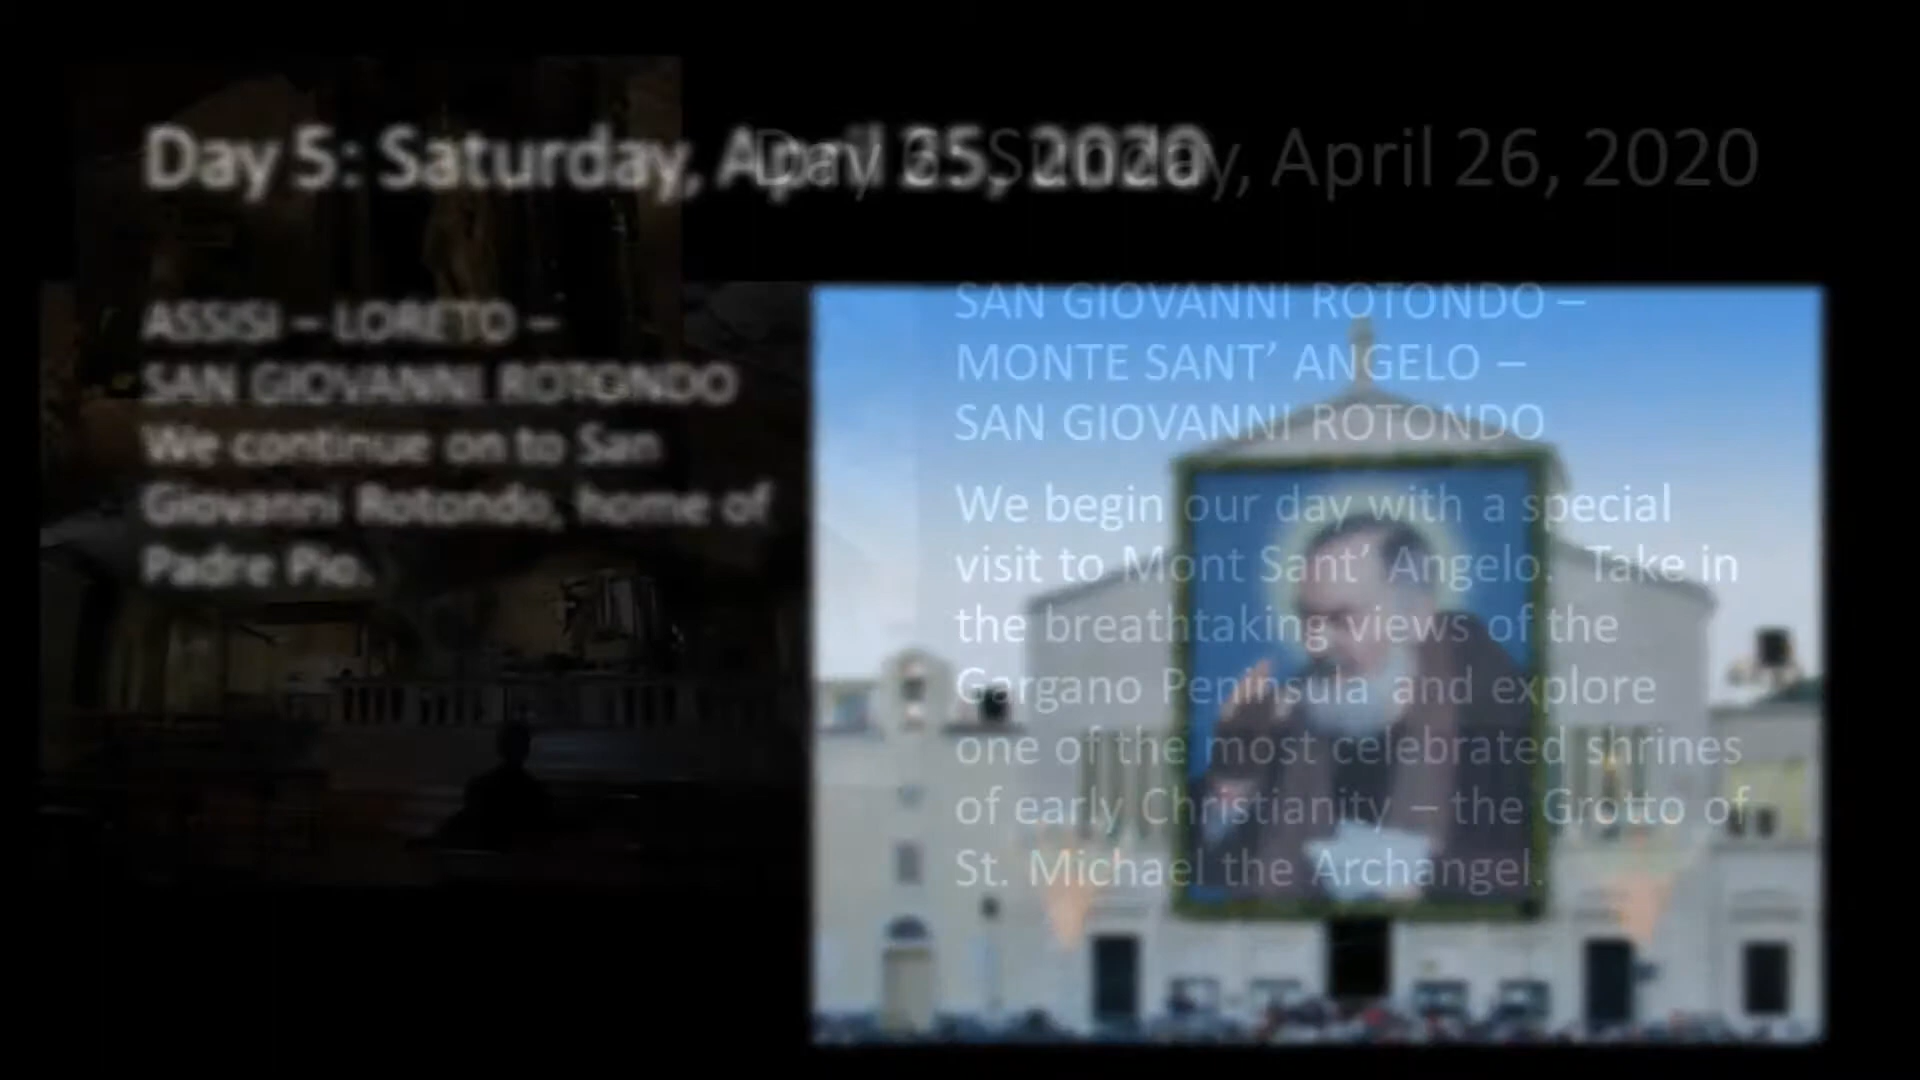 Day 5: Saturday, April 25, 2020
ASSISI – LORETO –
SAN GIOVANNI ROTONDO
We continue on to San
Giovanni Rotondo, home of
Padre Pio.
Day 6: Sunday, April 26, 2020
SAN GIOVANNI ROTONDO –
MONTE SANT’ ANGELO –
SAN GIOVANNI ROTONDO
We begin our day with a special
visit to Mont Sant’ Angelo. Take in
the breathtaking views of the
Gargano Peninsula and explore
one of the most celebrated shrines
of early Christianity – the Grotto of
St. Michael the Archangel.